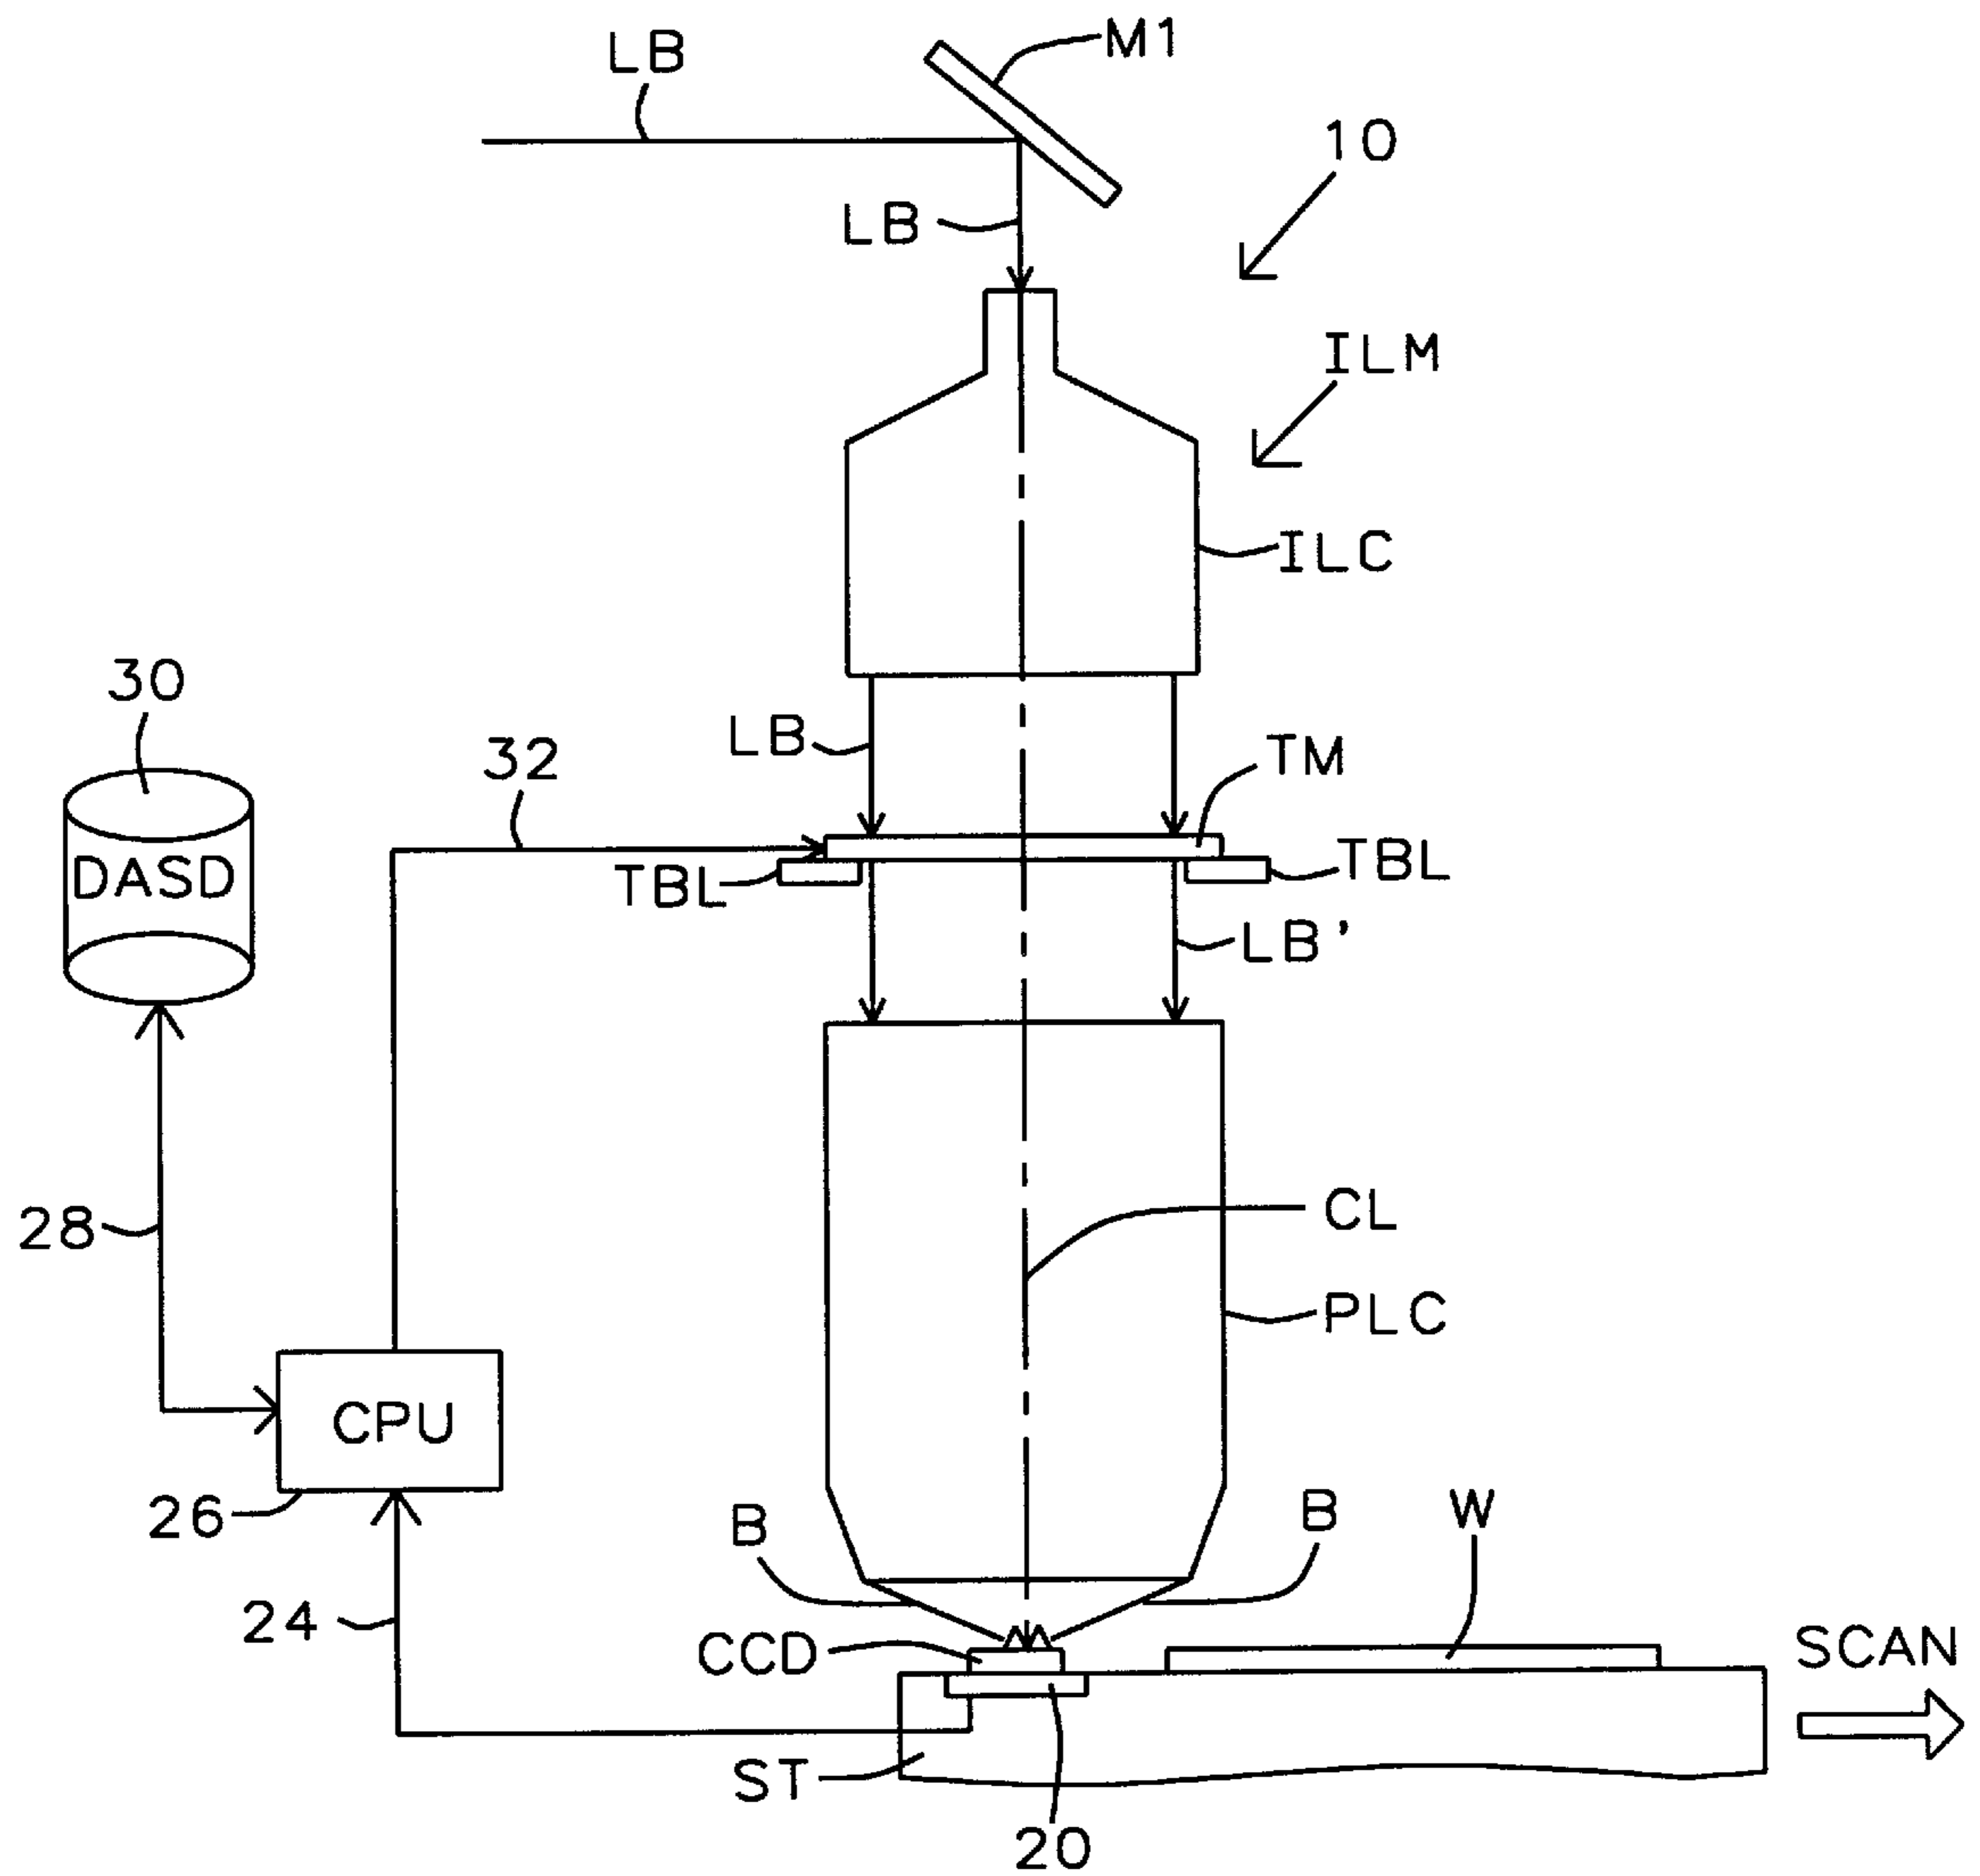 LB
M1
10
LB
ILM
ILC
30
32
LB
TM
DASD
TBL
TBL
LB'
28
CL
PLC
CPU
26
B
B
W
24
CCD
SCAN
ST
20